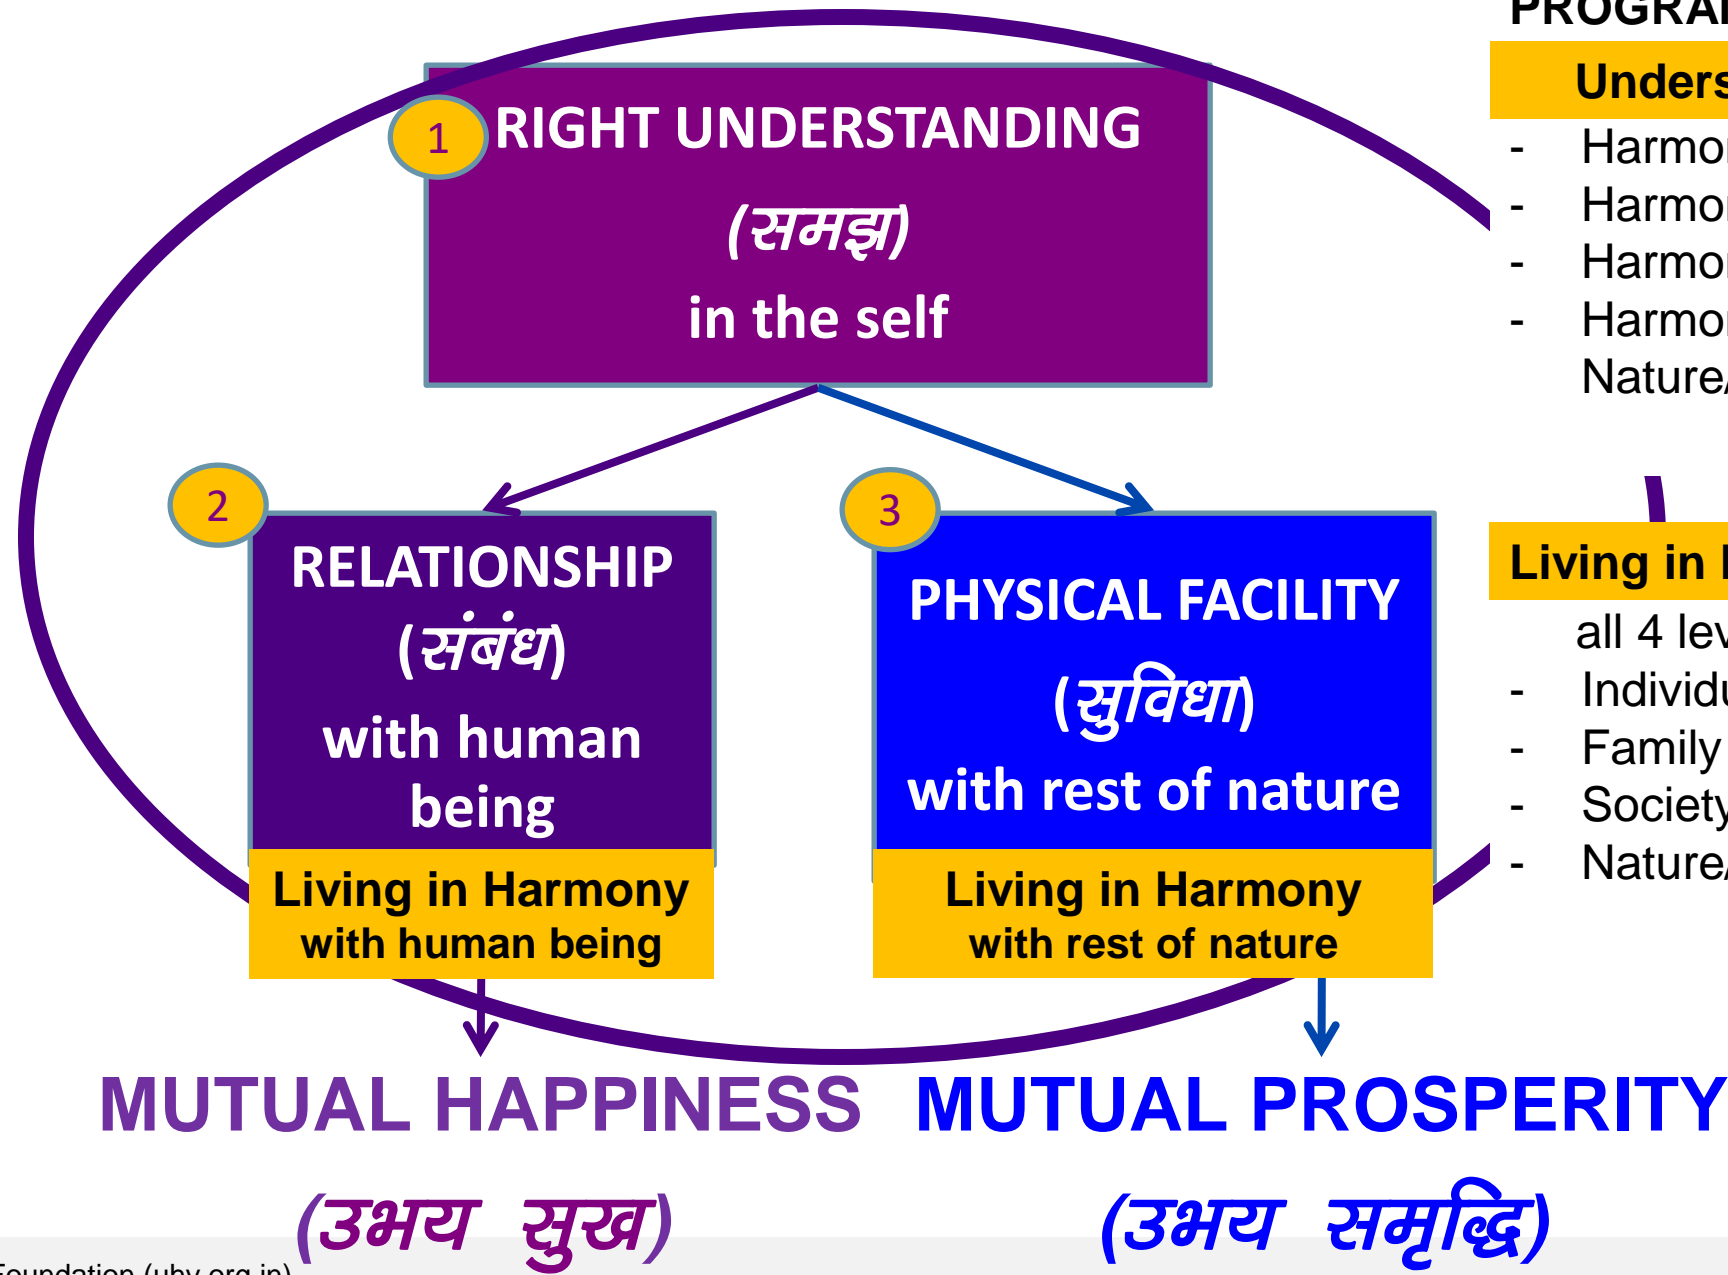 PROGRA
Unders
- Harmo
- Harmo
- Harmo
- Harmo
Nature/
1
RIGHT UNDERSTANDING
(समझ)
in the self
2
RELATIONSHIP
(संबंध)
with human
being
Living in Harmony
with human being
3
PHYSICAL FACILITY
(सुविधा)
with rest of nature
Living in Harmony
with rest of nature
Living in
all 4 lev
- Individu
- Family
- Society
- Nature/
MUTUAL HAPPINESS
(उभय सुख)
MUTUAL PROSPERITY
(उभय समृद्धि)
Foundation (uhv.org.in)